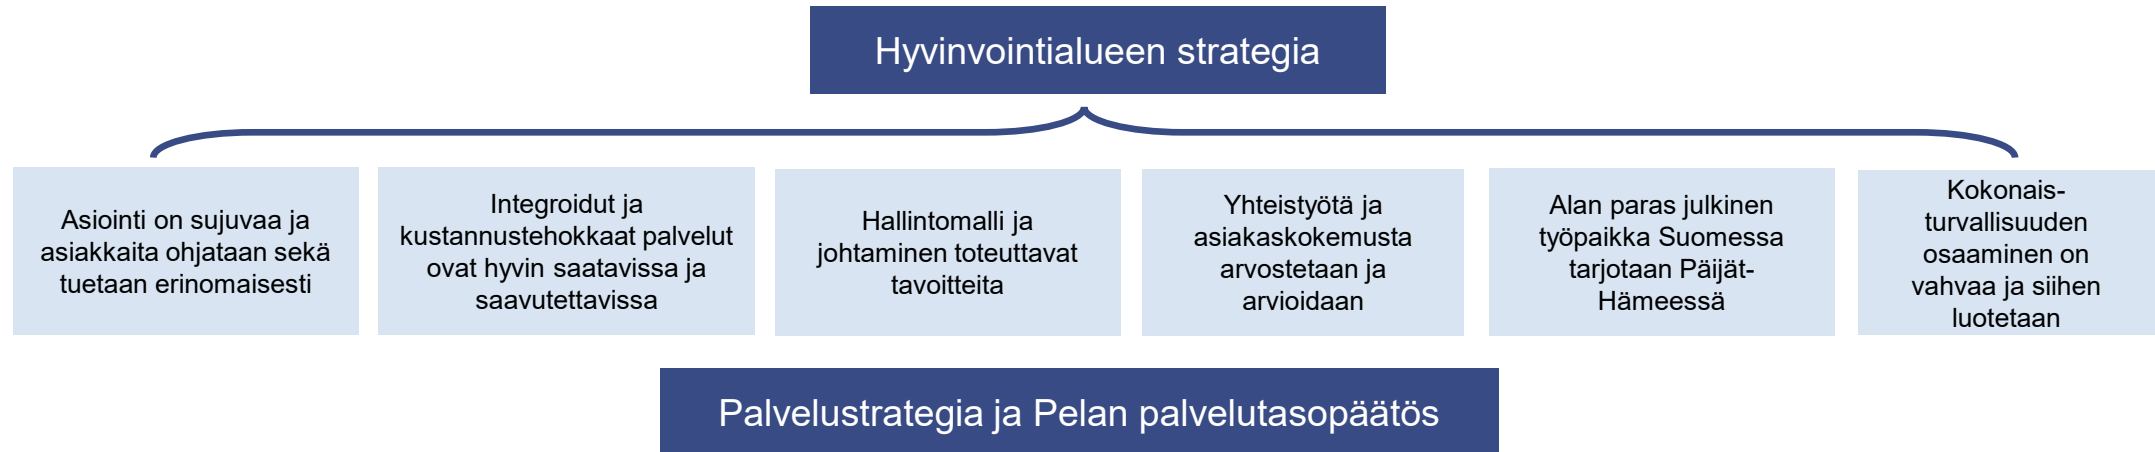 Hyvinvointialueen strategia
Asiointi on sujuvaa ja
asiakkaita ohjataan sekä
tuetaan erinomaisesti
Integroidut ja
kustannustehokkaat palvelut
ovat hyvin saatavissa ja
saavutettavissa
Hallintomalli ja
johtaminen toteuttavat
tavoitteita
Yhteistyötä ja
asiakaskokemusta
arvostetaan ja
arvioidaan
Alan paras julkinen
työpaikka Suomessa
tarjotaan Päijät-
Hämeessä
Kokonais-
turvallisuuden
osaaminen on
vahvaa ja siihen
luotetaan
Palvelustrategia ja Pelan palvelutasopäätös